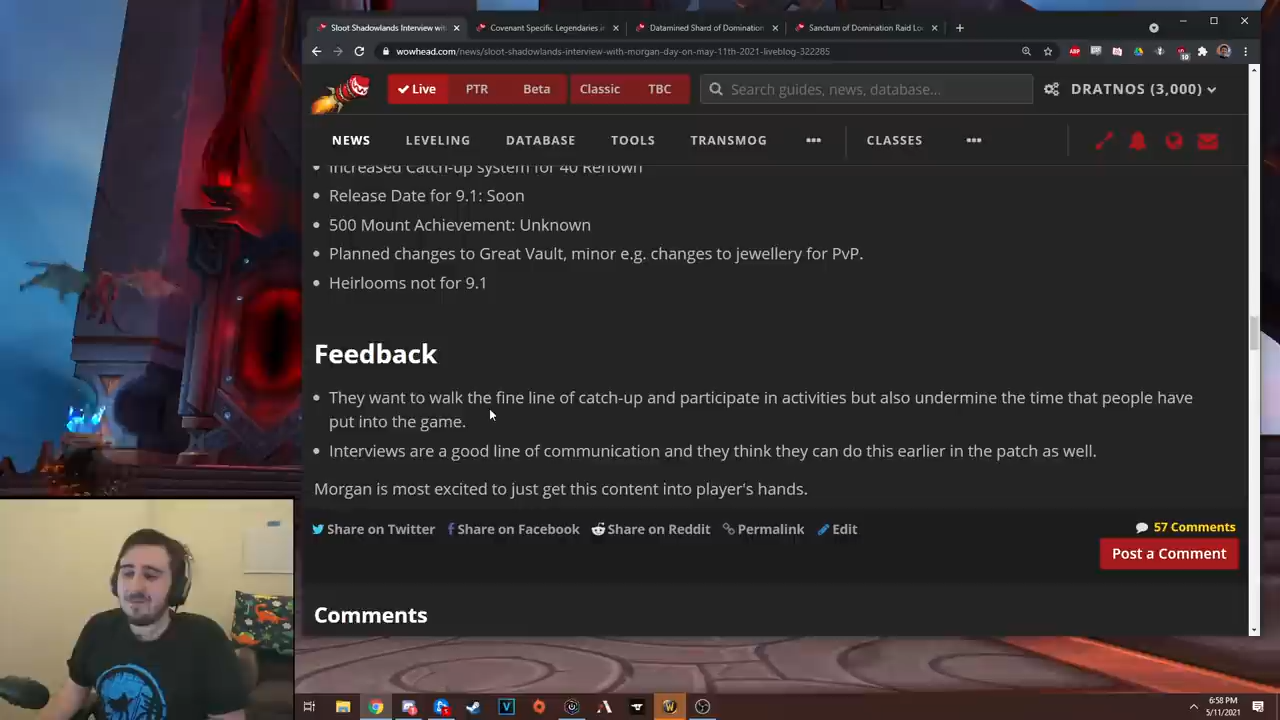 Sloot Shadowlands Interview with
Covenant Specific Legendaries
Datamined Shard of Domination
Sanctum of Domination Raid Lo
wowhead.com/news/sloot-shadowlands-interview-with-morgan-day-on-may-11th-2021-liveblog-322285
ABP
10
Live PTR Beta Classic TBC Search guides, news, database... DRATNOS (3,000)
NEWS LEVELING DATABASE TOOLS TRANSMOG ••• CLASSES •••
Increased Catch-up system for 40 Renown
Release Date for 9.1: Soon
500 Mount Achievement: Unknown
Planned changes to Great Vault, minor e.g. changes to jewellery for PvP.
Heirlooms not for 9.1
Feedback
They want to walk the fine line of catch-up and participate in activities but also undermine the time that people have
put into the game.
Interviews are a good line of communication and they think they can do this earlier in the patch as well.
Morgan is most excited to just get this content into player's hands.
Share on Twitter Share on Facebook Share on Reddit Permalink Edit 57 Comments
Post a Comment
Comments
6:58 PM
5/11/2021